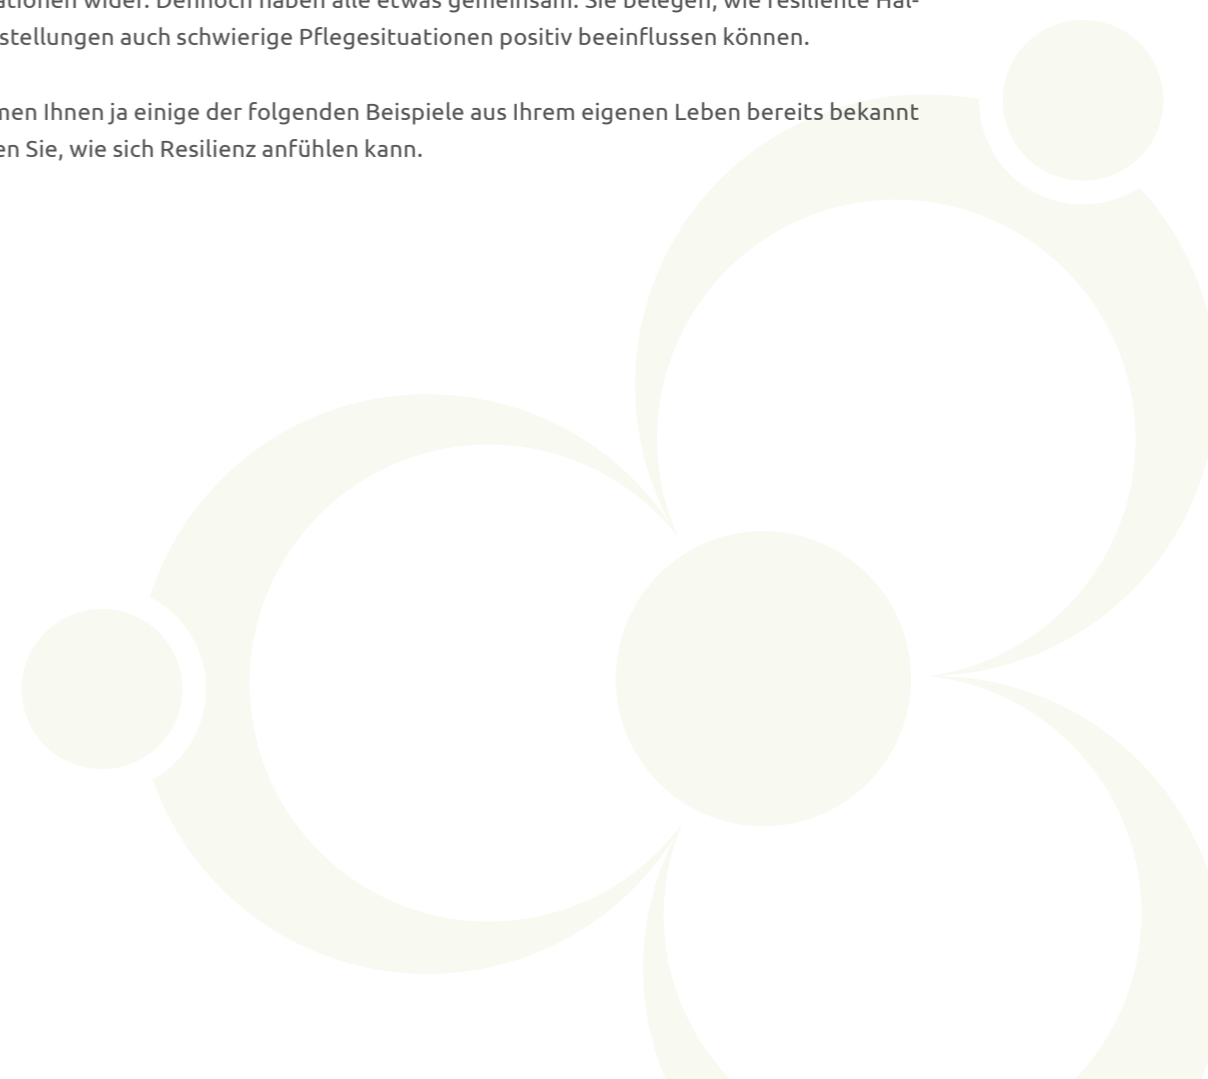 ationen wider. Dennoch haben alle etwas gemeinsam: Sie belegen, wie resiliente Hal-
stellungen auch schwierige Pflegesituationen positiv beeinflussen können.
men Ihnen ja einige der folgenden Beispiele aus Ihrem eigenen Leben bereits bekannt
en Sie, wie sich Resilienz anfühlen kann.